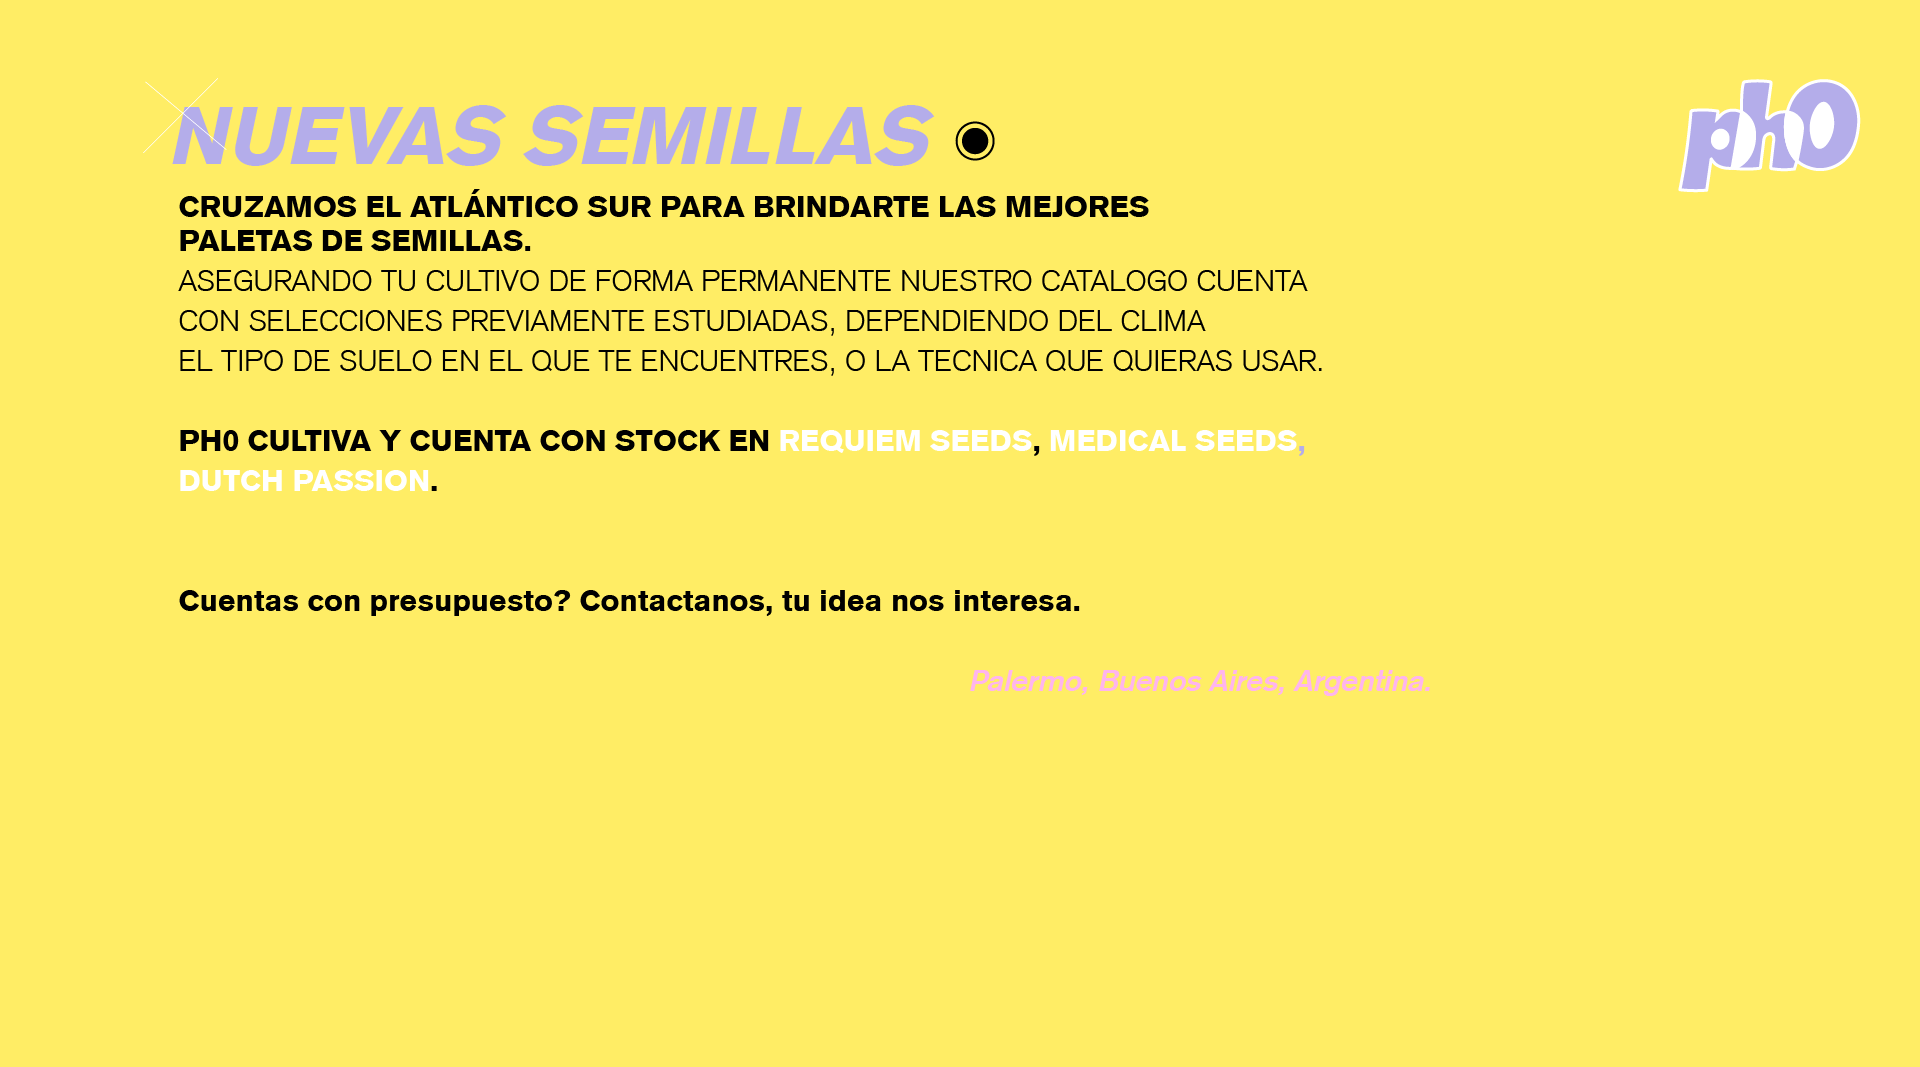 NUEVAS SEMILLAS
ph0
CRUZAMOS EL ATLÁNTICO SUR PARA BRINDARTE LAS MEJORES
PALETAS DE SEMILLAS.
ASEGURANDO TU CULTIVO DE FORMA PERMANENTE NUESTRO CATALOGO CUENTA
CON SELECCIONES PREVIAMENTE ESTUDIADAS, DEPENDIENDO DEL CLIMA
EL TIPO DE SUELO EN EL QUE TE ENCUENTRES, O LA TECNICA QUE QUIERAS USAR.
PH0 CULTIVA Y CUENTA CON STOCK EN REQUIEM SEEDS, MEDICAL SEEDS,
DUTCH PASSION.
Cuentas con presupuesto? Contactanos, tu idea nos interesa.
Palermo, Buenos Aires, Argentina.